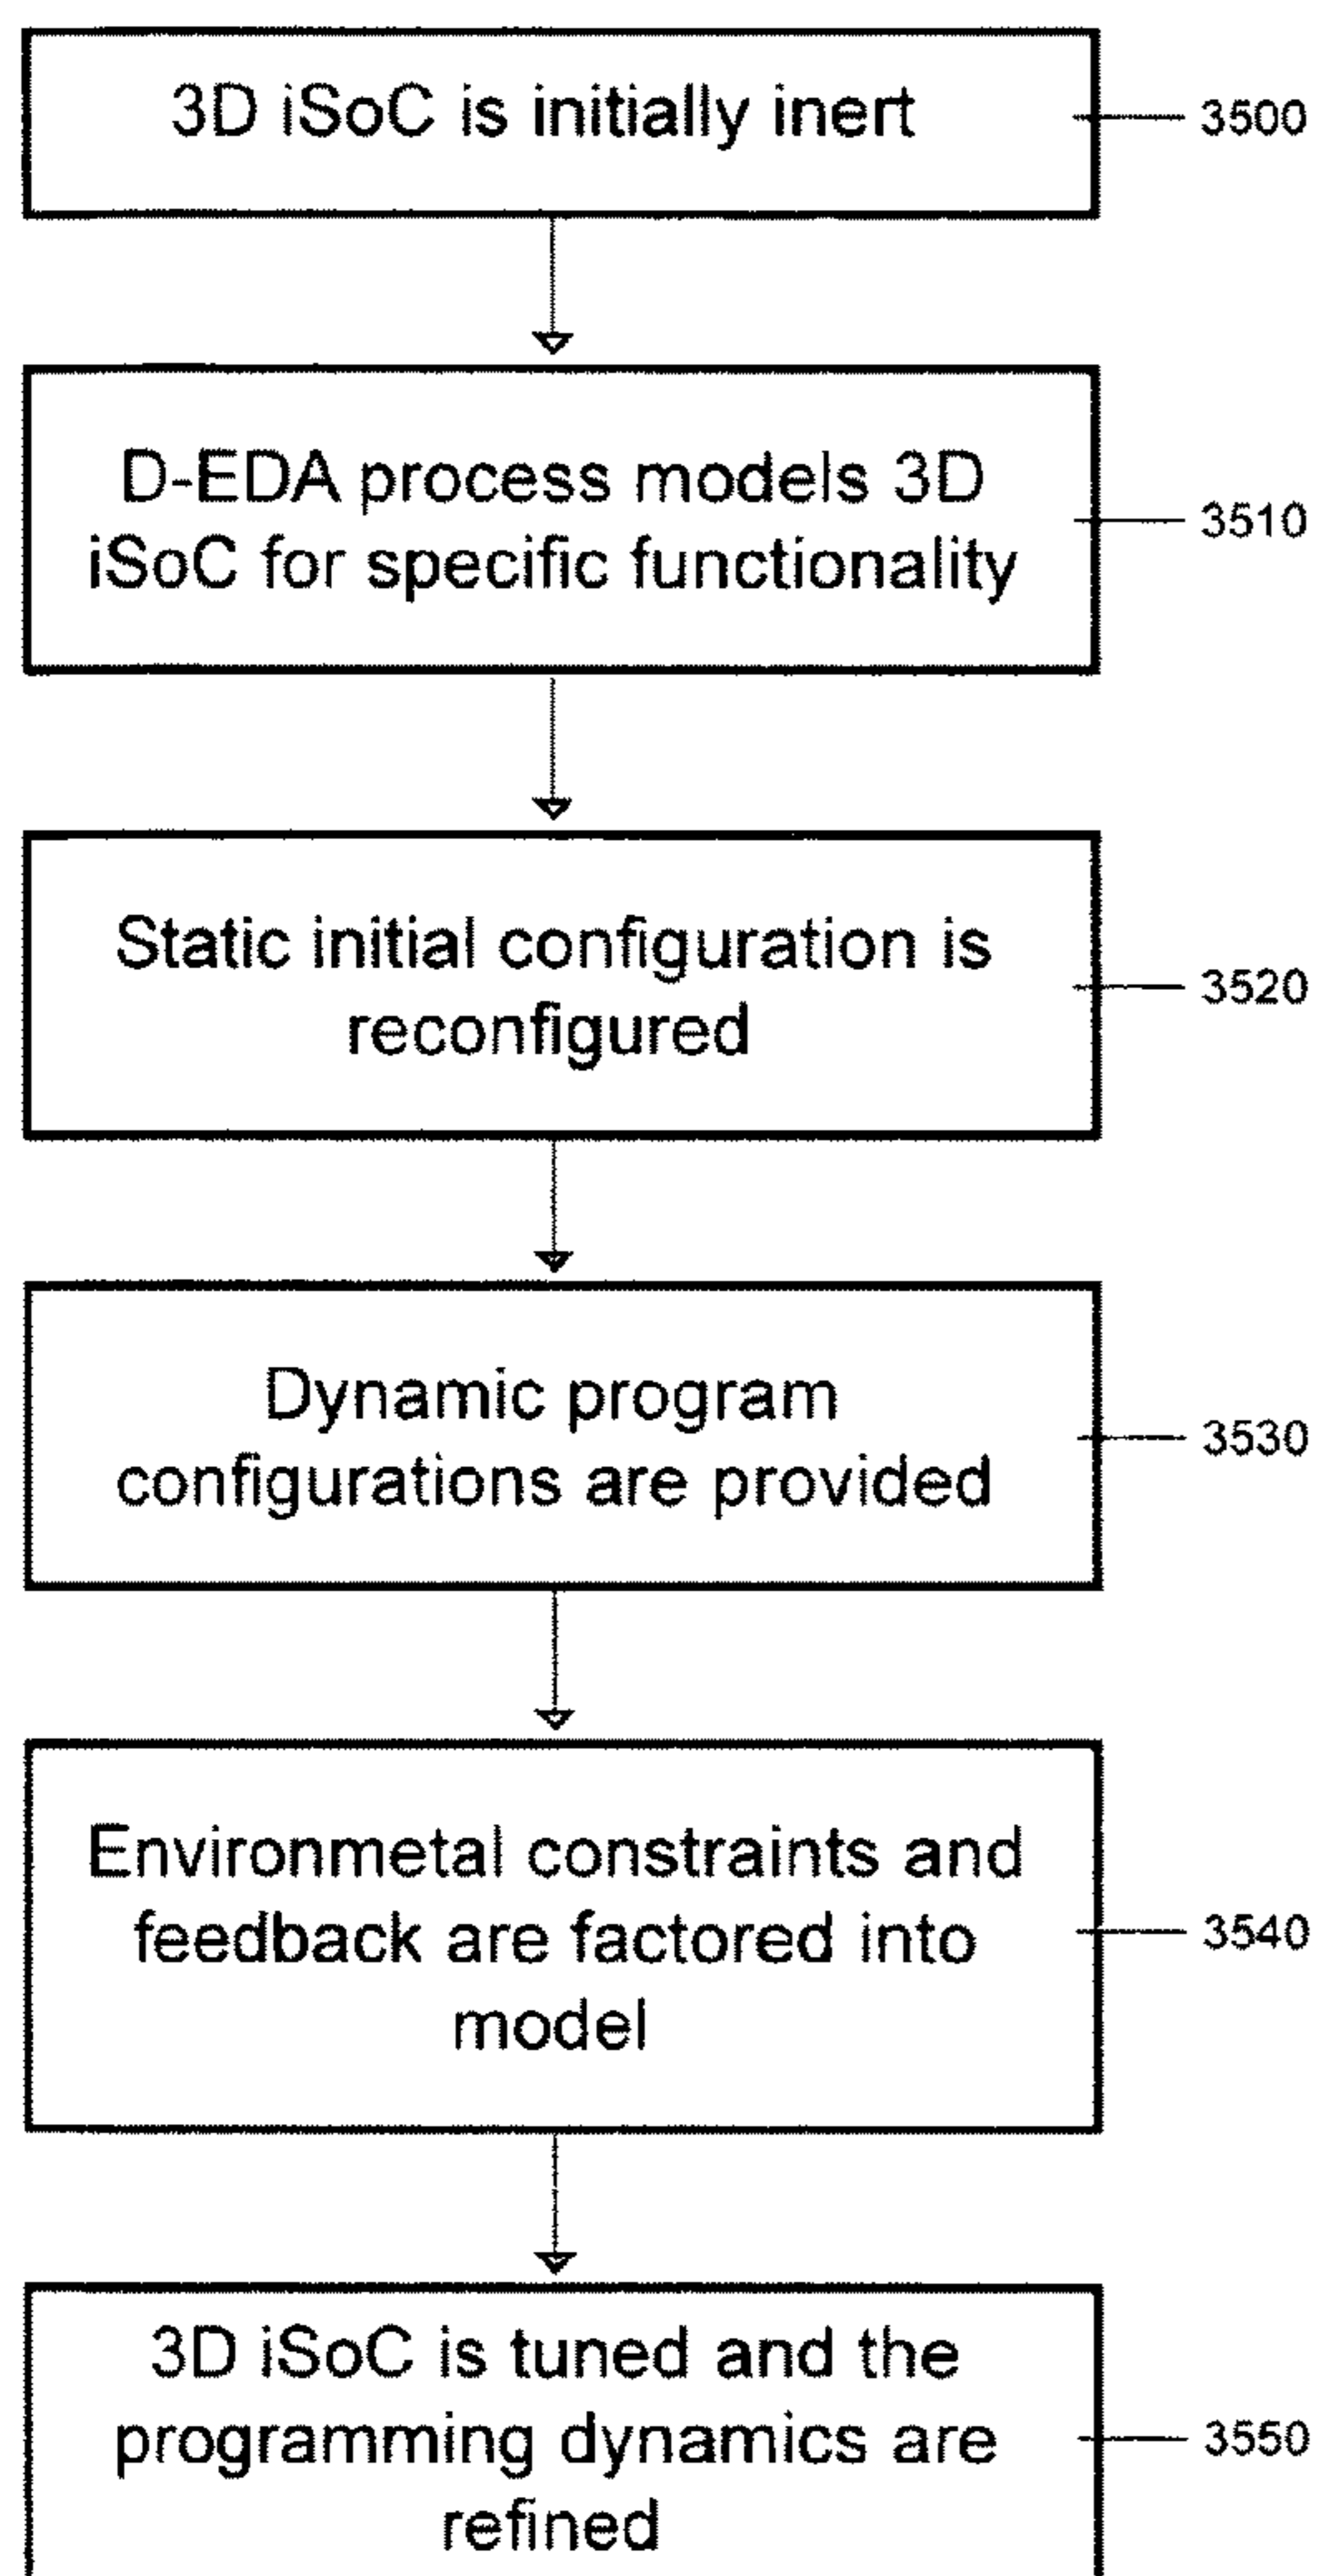 3D iSoC is initially inert
3500
D-EDA process models 3D
iSoC for specific functionality
3510
Static initial configuration is
reconfigured
3520
Dynamic program
configurations are provided
3530
Environmetal constraints and
feedback are factored into
model
3540
3D iSoC is tuned and the
programming dynamics are
refined
3550